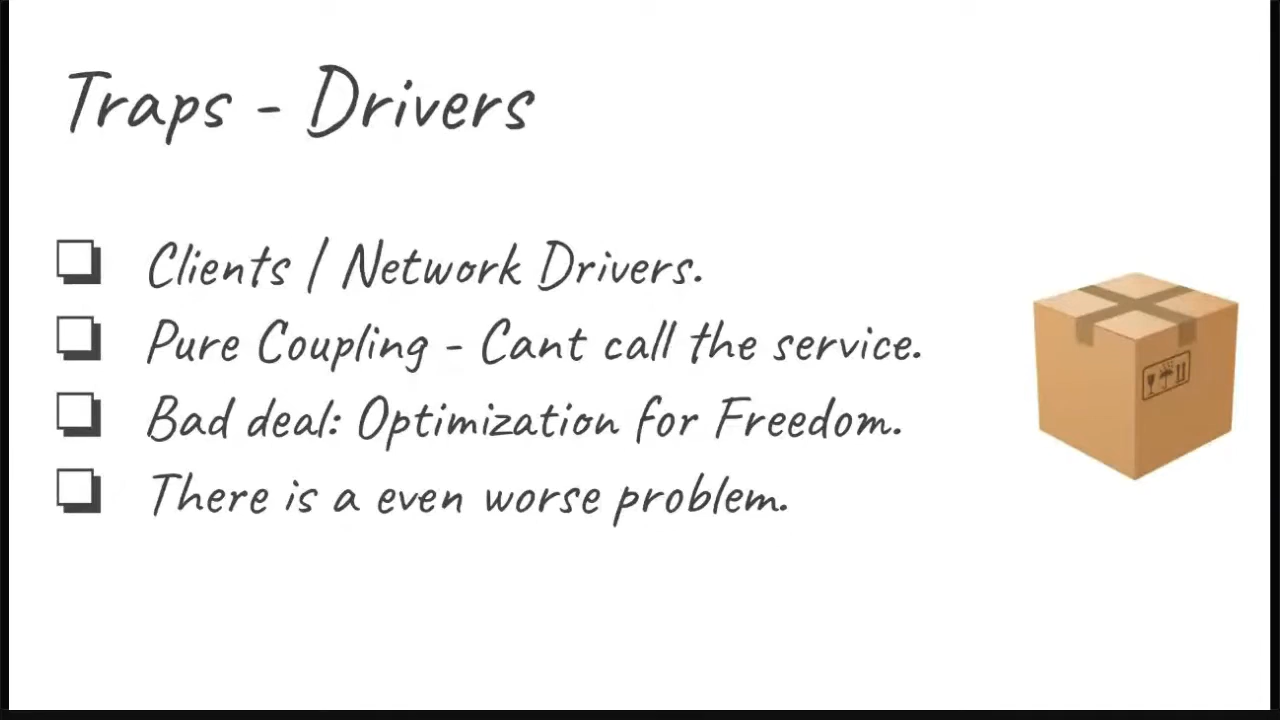 Traps - Drivers
Clients / Network Drivers.
Pure Coupling - Cant call the service.
Bad deal: Optimization for Freedom.
There is a even worse problem.